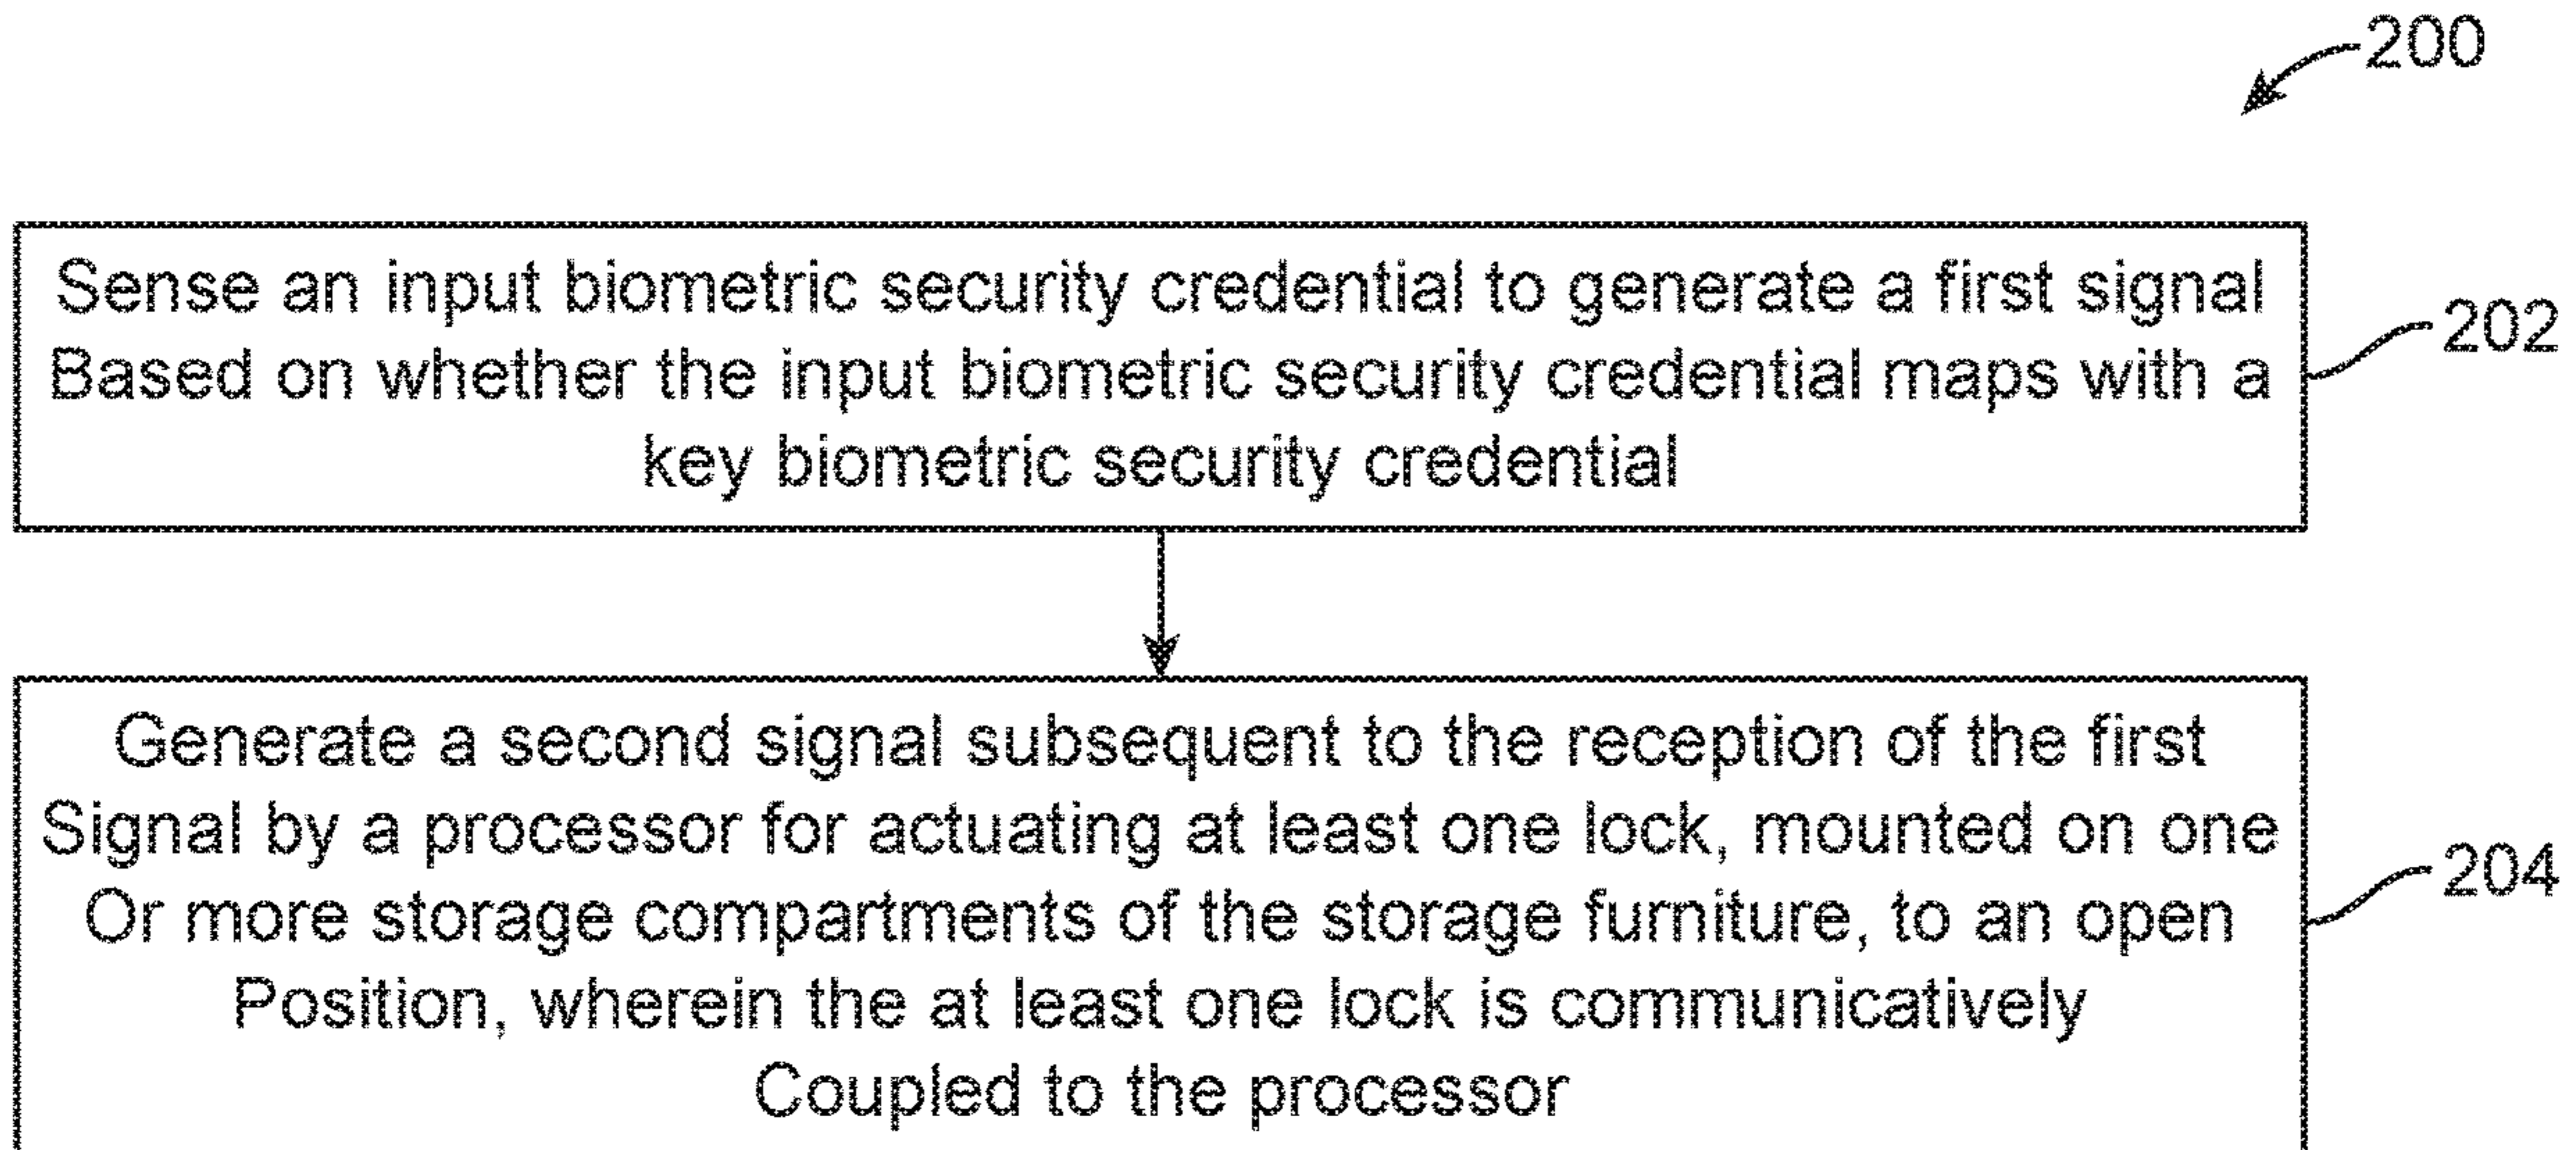 200
Sense an input biometric security credential to generate a first signal
Based on whether the input biometric security credential maps with a
key biometric security credential
202
Generate a second signal subsequent to the reception of the first
Signal by a processor for actuating at least one lock, mounted on one
Or more storage compartments of the storage furniture, to an open
Position, wherein the at least one lock is communicatively
Coupled to the processor
204